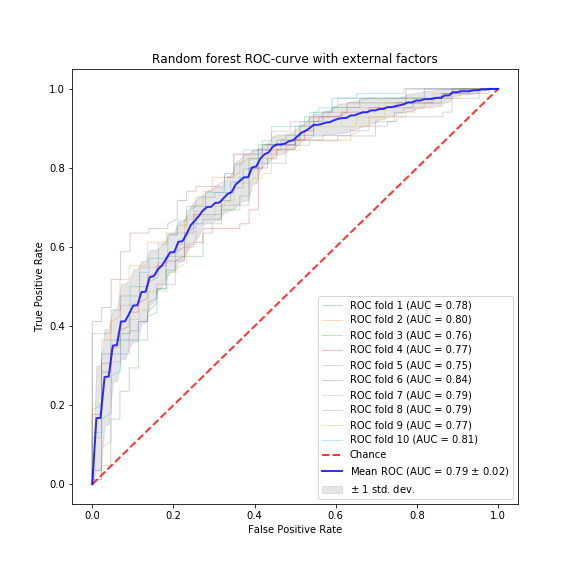 Random forest ROC-curve with external factors
True Positive Rate
1.0
0.8
0.6
0.4
0.2
0.0
ROC fold 1 (AUC = 0.78)
ROC fold 2 (AUC = 0.80)
ROC fold 3 (AUC = 0.76)
ROC fold 4 (AUC = 0.77)
ROC fold 5 (AUC = 0.75)
ROC fold 6 (AUC = 0.84)
ROC fold 7 (AUC = 0.79)
ROC fold 8 (AUC = 0.79)
ROC fold 9 (AUC = 0.77)
ROC fold 10 (AUC = 0.81)
Chance
Mean ROC (AUC = 0.79 ± 0.02)
± 1 std. dev.
0.0 0.2 0.4 0.6 0.8 1.0
False Positive Rate